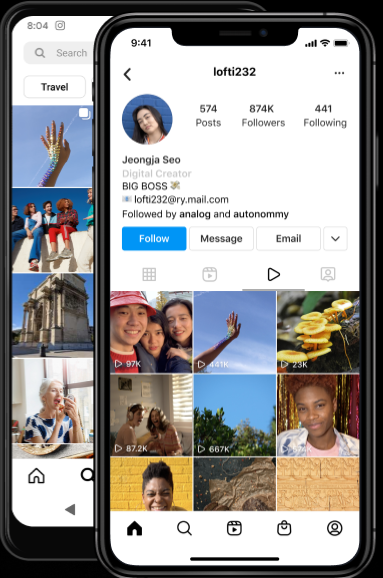 8:04
Search
Travel
9:41
lofti232
574
874K
441
Posts
Followers
Following
Jeongja Seo
Digital Creator
BIG BOSS
lofti232@ry.mail.com
Followed by analog and autonommy
Follow
Message
Email
97K
441K
23K
87.2K
667K